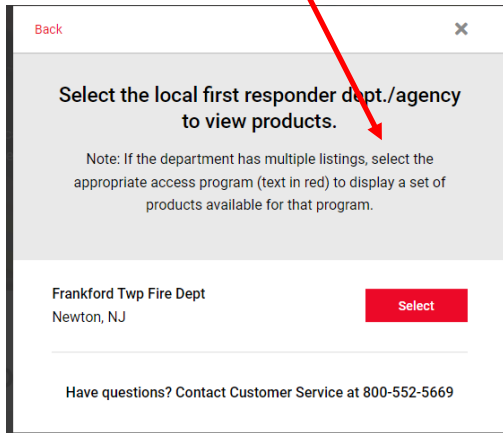 Back
Select the local first responder dept./agency
to view products.
Note: If the department has multiple listings, select the
appropriate access program (text in red) to display a set of
products available for that program.
Frankford Twp Fire Dept
Newton, NJ
Select
Have questions? Contact Customer Service at 800-552-5669